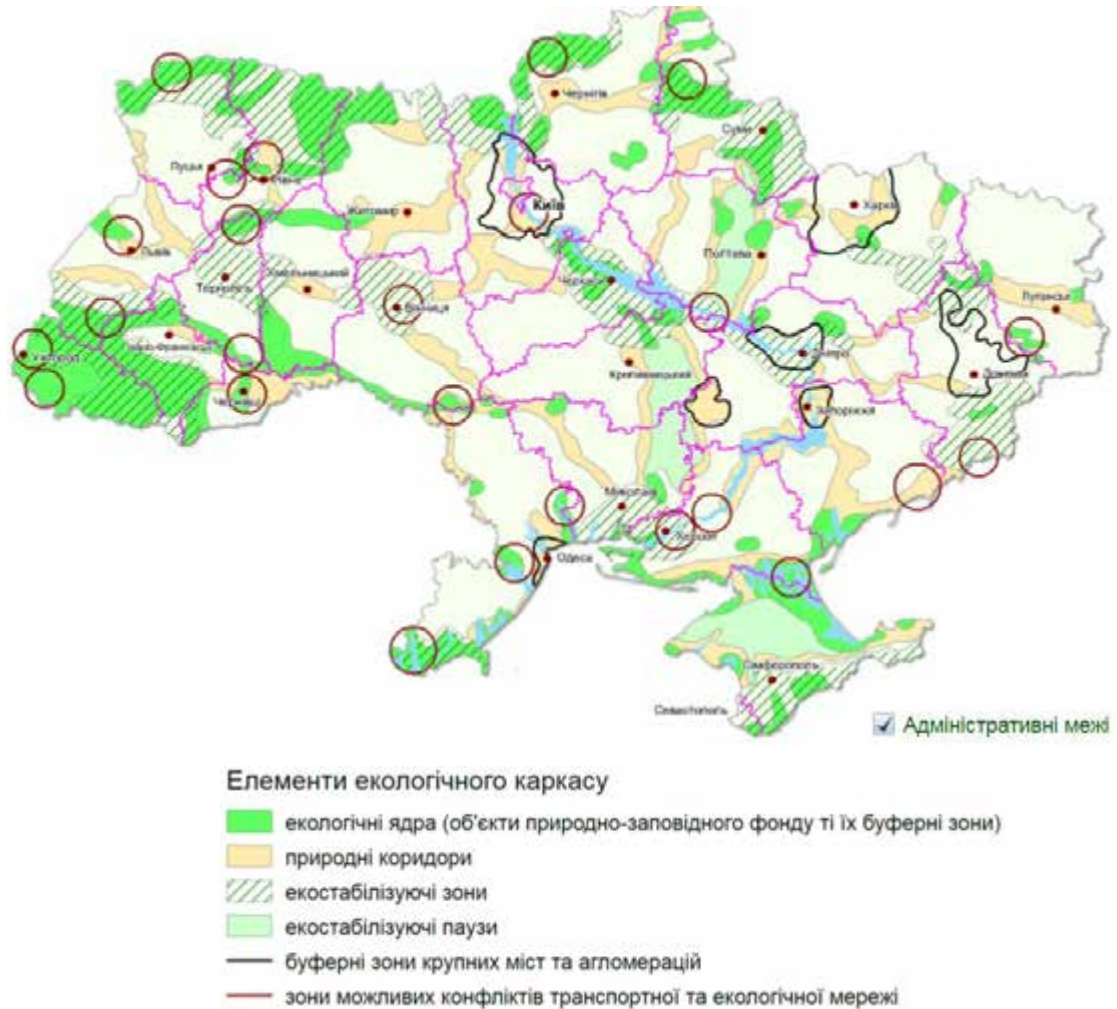 Чернігів
Суми
Луцьк
Рівне
Київ
Житомир
Харків
Львів
Полтава
Хмельницький
Тернопіль
Черкаси
Вінниця
Луганськ
Івано-Франківськ
Ужгород
Дніпро
Кропивницький
Донецьк
Чернівці
Запоріжжя
Миколаїв
Херсон
Одеса
Сімферополь
Севастополь
Адміністративні межі
Елементи екологічного каркасу
екологічні ядра (об'єкти природно-заповідного фонду ті їх буферні зони)
природні коридори
екостабілізуючі зони
екостабілізуючі паузи
буферні зони крупних міст та агломерацій
зони можливих конфліктів транспортної та екологічної мережі